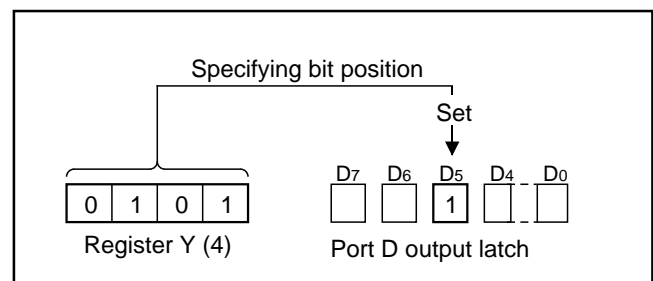 Specifying bit position
Set
D7 D6 D5 D4 D0
0 1 0 1
1
Register Y (4)
Port D output latch